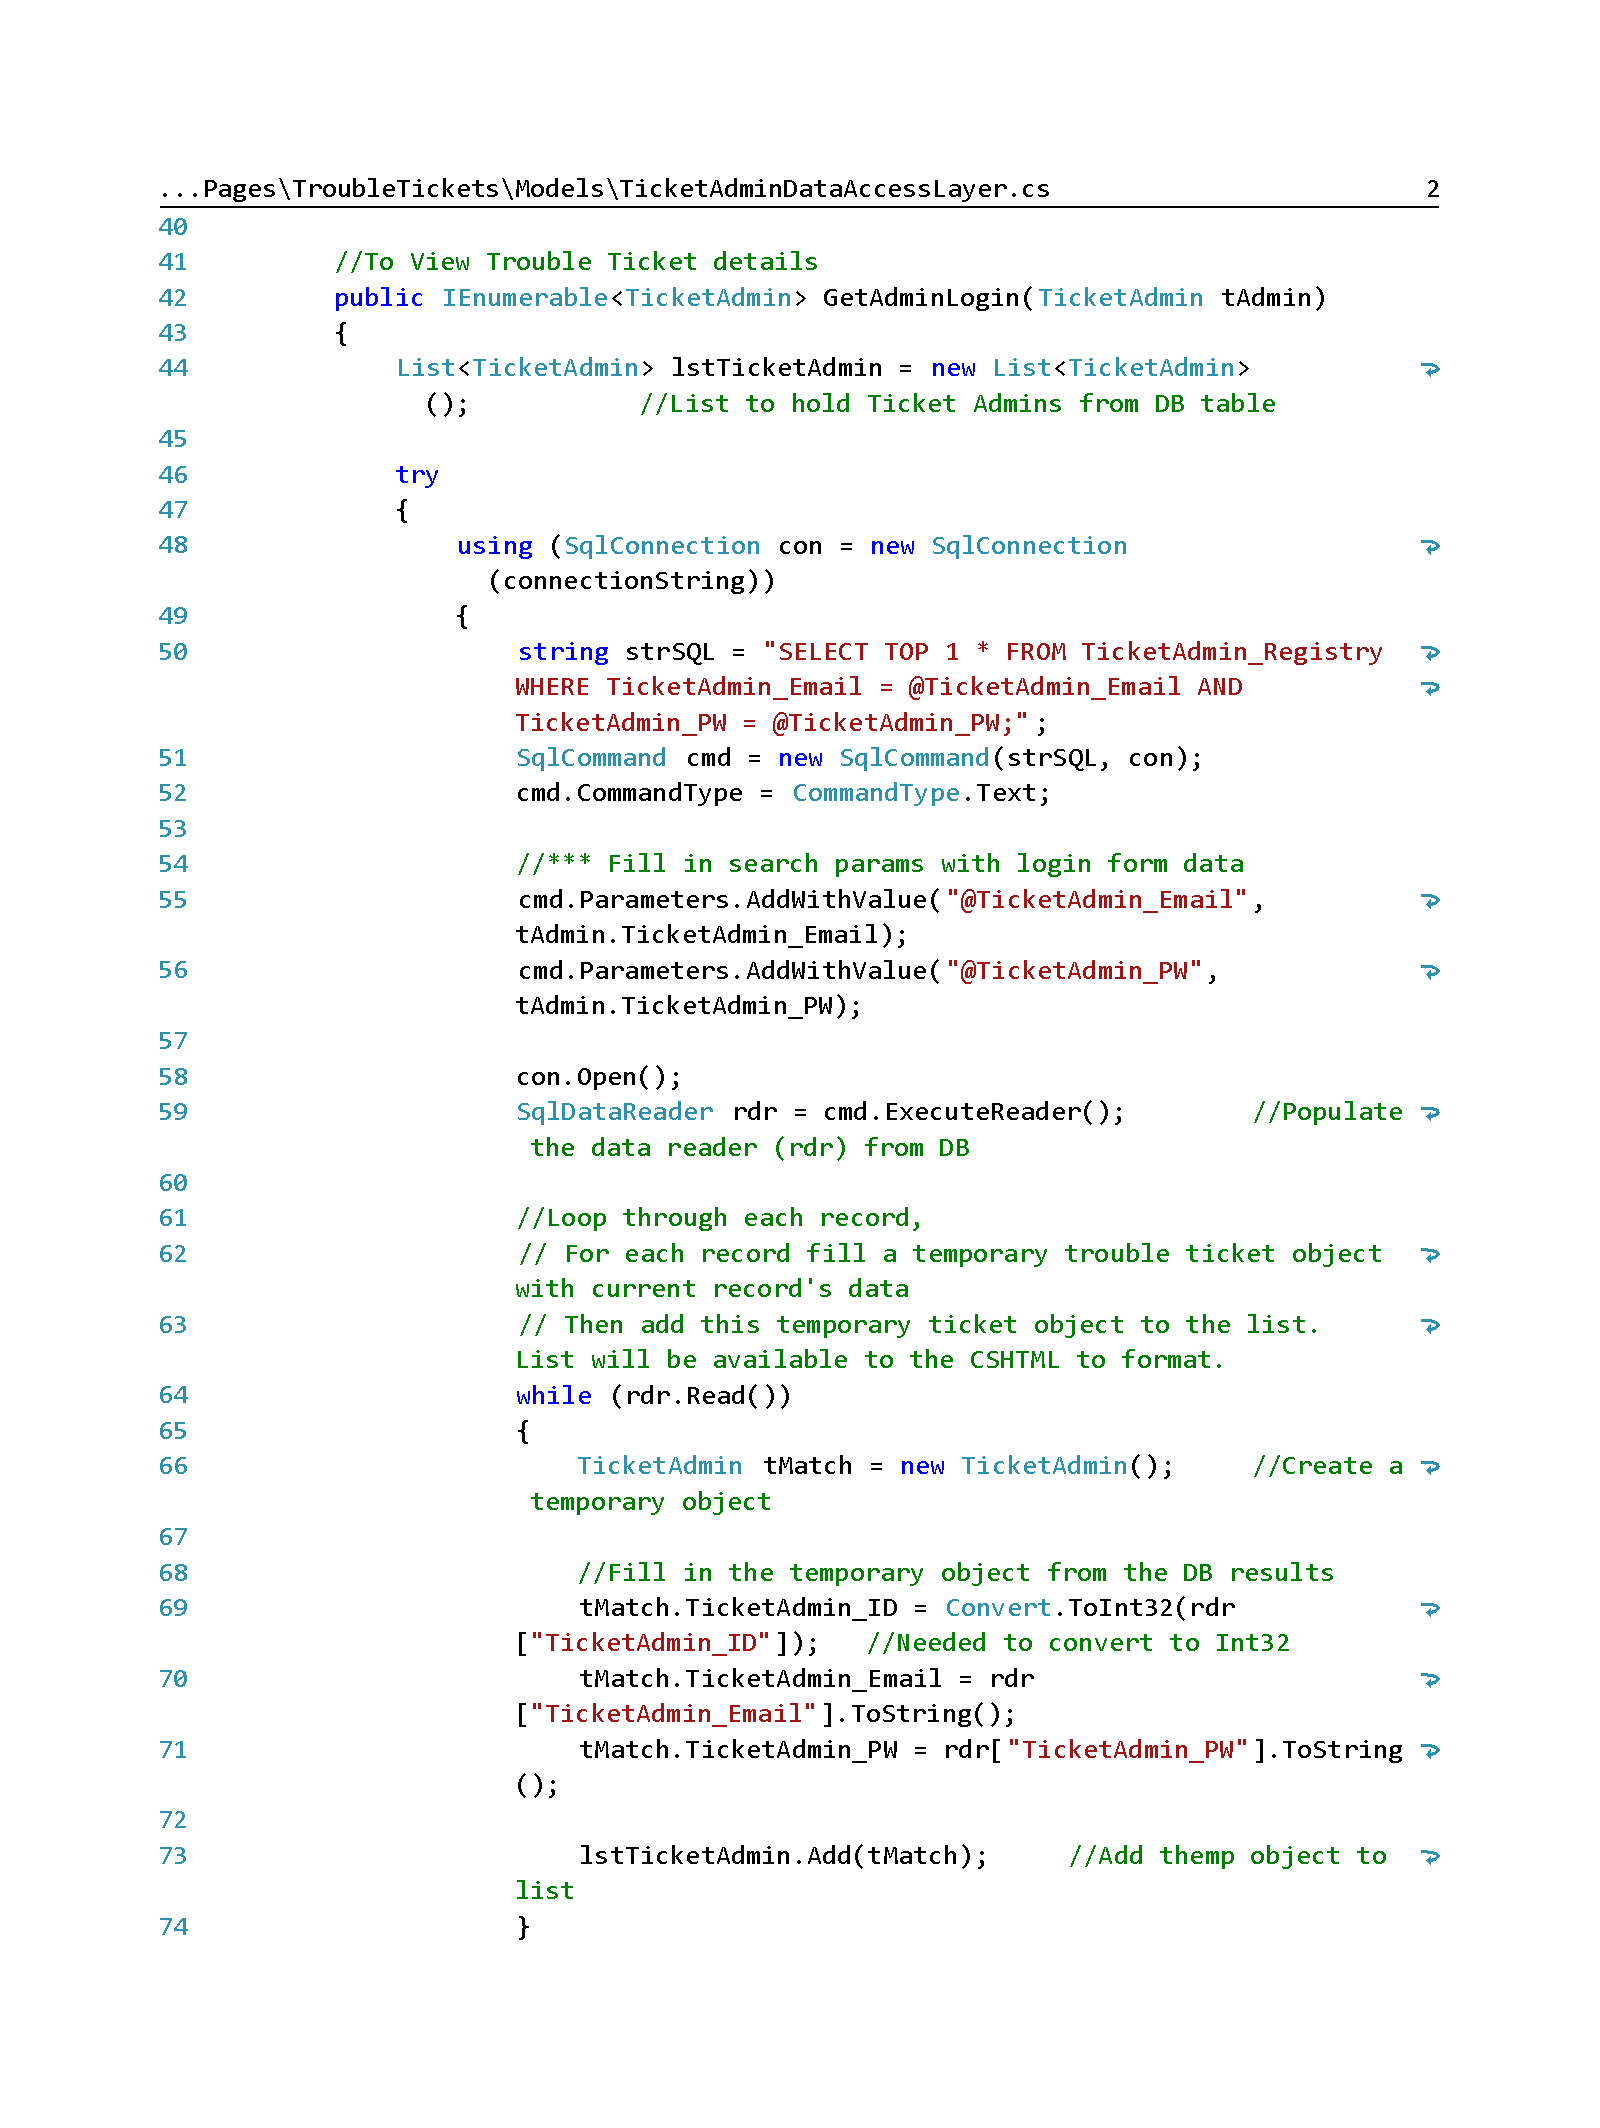 ...Pages\TroubleTickets\Models\TicketAdminDataAccessLayer.cs 2
40
41 //To View Trouble Ticket details
42 public IEnumerable<TicketAdmin> GetAdminLogin(TicketAdmin tAdmin)
43 {
44 List<TicketAdmin> lstTicketAdmin = new List<TicketAdmin>
(); //List to hold Ticket Admins from DB table
45
46 try
47 {
48 using (SqlConnection con = new SqlConnection
(connectionString))
49 {
50 string strSQL = "SELECT TOP 1 * FROM TicketAdmin_Registry
WHERE TicketAdmin_Email = @TicketAdmin_Email AND
TicketAdmin_PW = @TicketAdmin_PW;";
51 SqlCommand cmd = new SqlCommand(strSQL, con);
52 cmd.CommandType = CommandType.Text;
53
54 //*** Fill in search params with login form data
55 cmd.Parameters.AddWithValue("@TicketAdmin_Email",
tAdmin.TicketAdmin_Email);
56 cmd.Parameters.AddWithValue("@TicketAdmin_PW",
tAdmin.TicketAdmin_PW);
57
58 con.Open();
59 SqlDataReader rdr = cmd.ExecuteReader(); //Populate
the data reader (rdr) from DB
60
61 //Loop through each record,
62 // For each record fill a temporary trouble ticket object
with current record's data
63 // Then add this temporary ticket object to the list.
List will be available to the CSHTML to format.
64 while (rdr.Read())
65 {
66 TicketAdmin tMatch = new TicketAdmin(); //Create a
temporary object
67
68 //Fill in the temporary object from the DB results
69 tMatch.TicketAdmin_ID = Convert.ToInt32(rdr
["TicketAdmin_ID"]); //Needed to convert to Int32
70 tMatch.TicketAdmin_Email = rdr
["TicketAdmin_Email"].ToString();
71 tMatch.TicketAdmin_PW = rdr["TicketAdmin_PW"].ToString
();
72
73 lstTicketAdmin.Add(tMatch); //Add themp object to
list
74 }